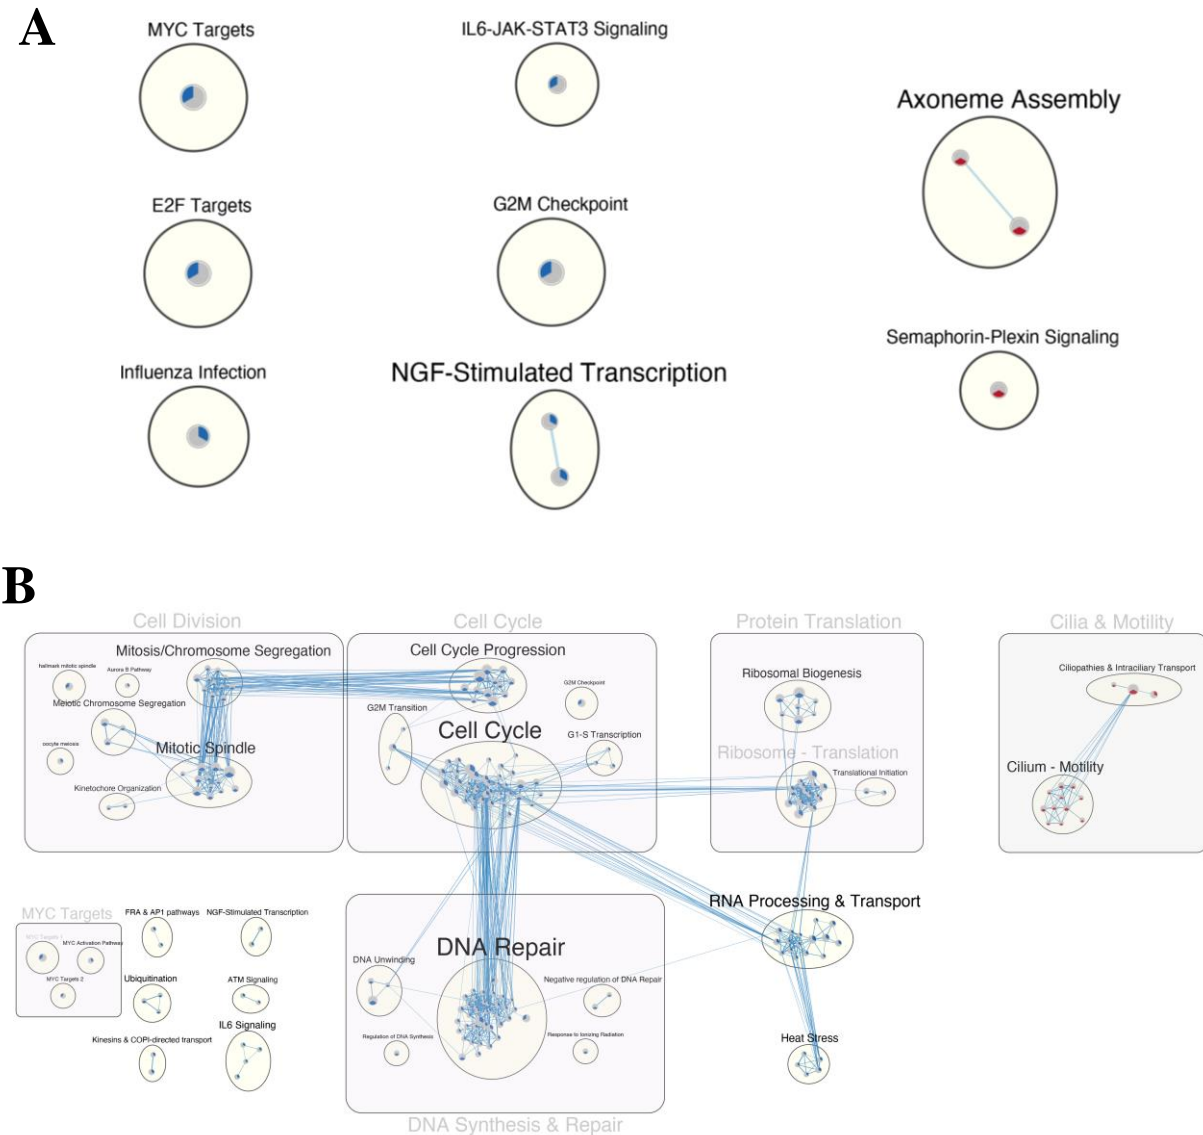 A
MYC Targets
IL6-JAK-STAT3 Signaling
Axoneme Assembly
E2F Targets
G2M Checkpoint
Semaphorin-Plexin Signaling
Influenza Infection
NGF-Stimulated Transcription
B
Cell Division
Cell Cycle
Protein Translation
Cilia & Motility
Mitosis/Chromosome Segregation
hallmark mitotic spindle
Aurora B Pathway
Meiotic Chromosome Segregation
oocyte meiosis
Mitotic Spindle
Kinetochore Organization
Cell Cycle Progression
G2M Checkpoint
G2M Transition
Cell Cycle
G1-S Transcription
Ribosomal Biogenesis
Ribosome - Translation
Translational Initiation
Ciliopathies & Intraciliary Transport
Cilium - Motility
MYC Targets
MYC Targets 1
MYC Activation Pathway
MYC Targets 2
FRA & AP1 pathways
NGF-Stimulated Transcription
Ubiquitination
ATM Signaling
Kinesins & COPI-directed transport
IL6 Signaling
DNA Repair
DNA Unwinding
Negative regulation of DNA Repair
Regulation of DNA Synthesis
Response to Ionizing Radiation
DNA Synthesis & Repair
RNA Processing & Transport
Heat Stress